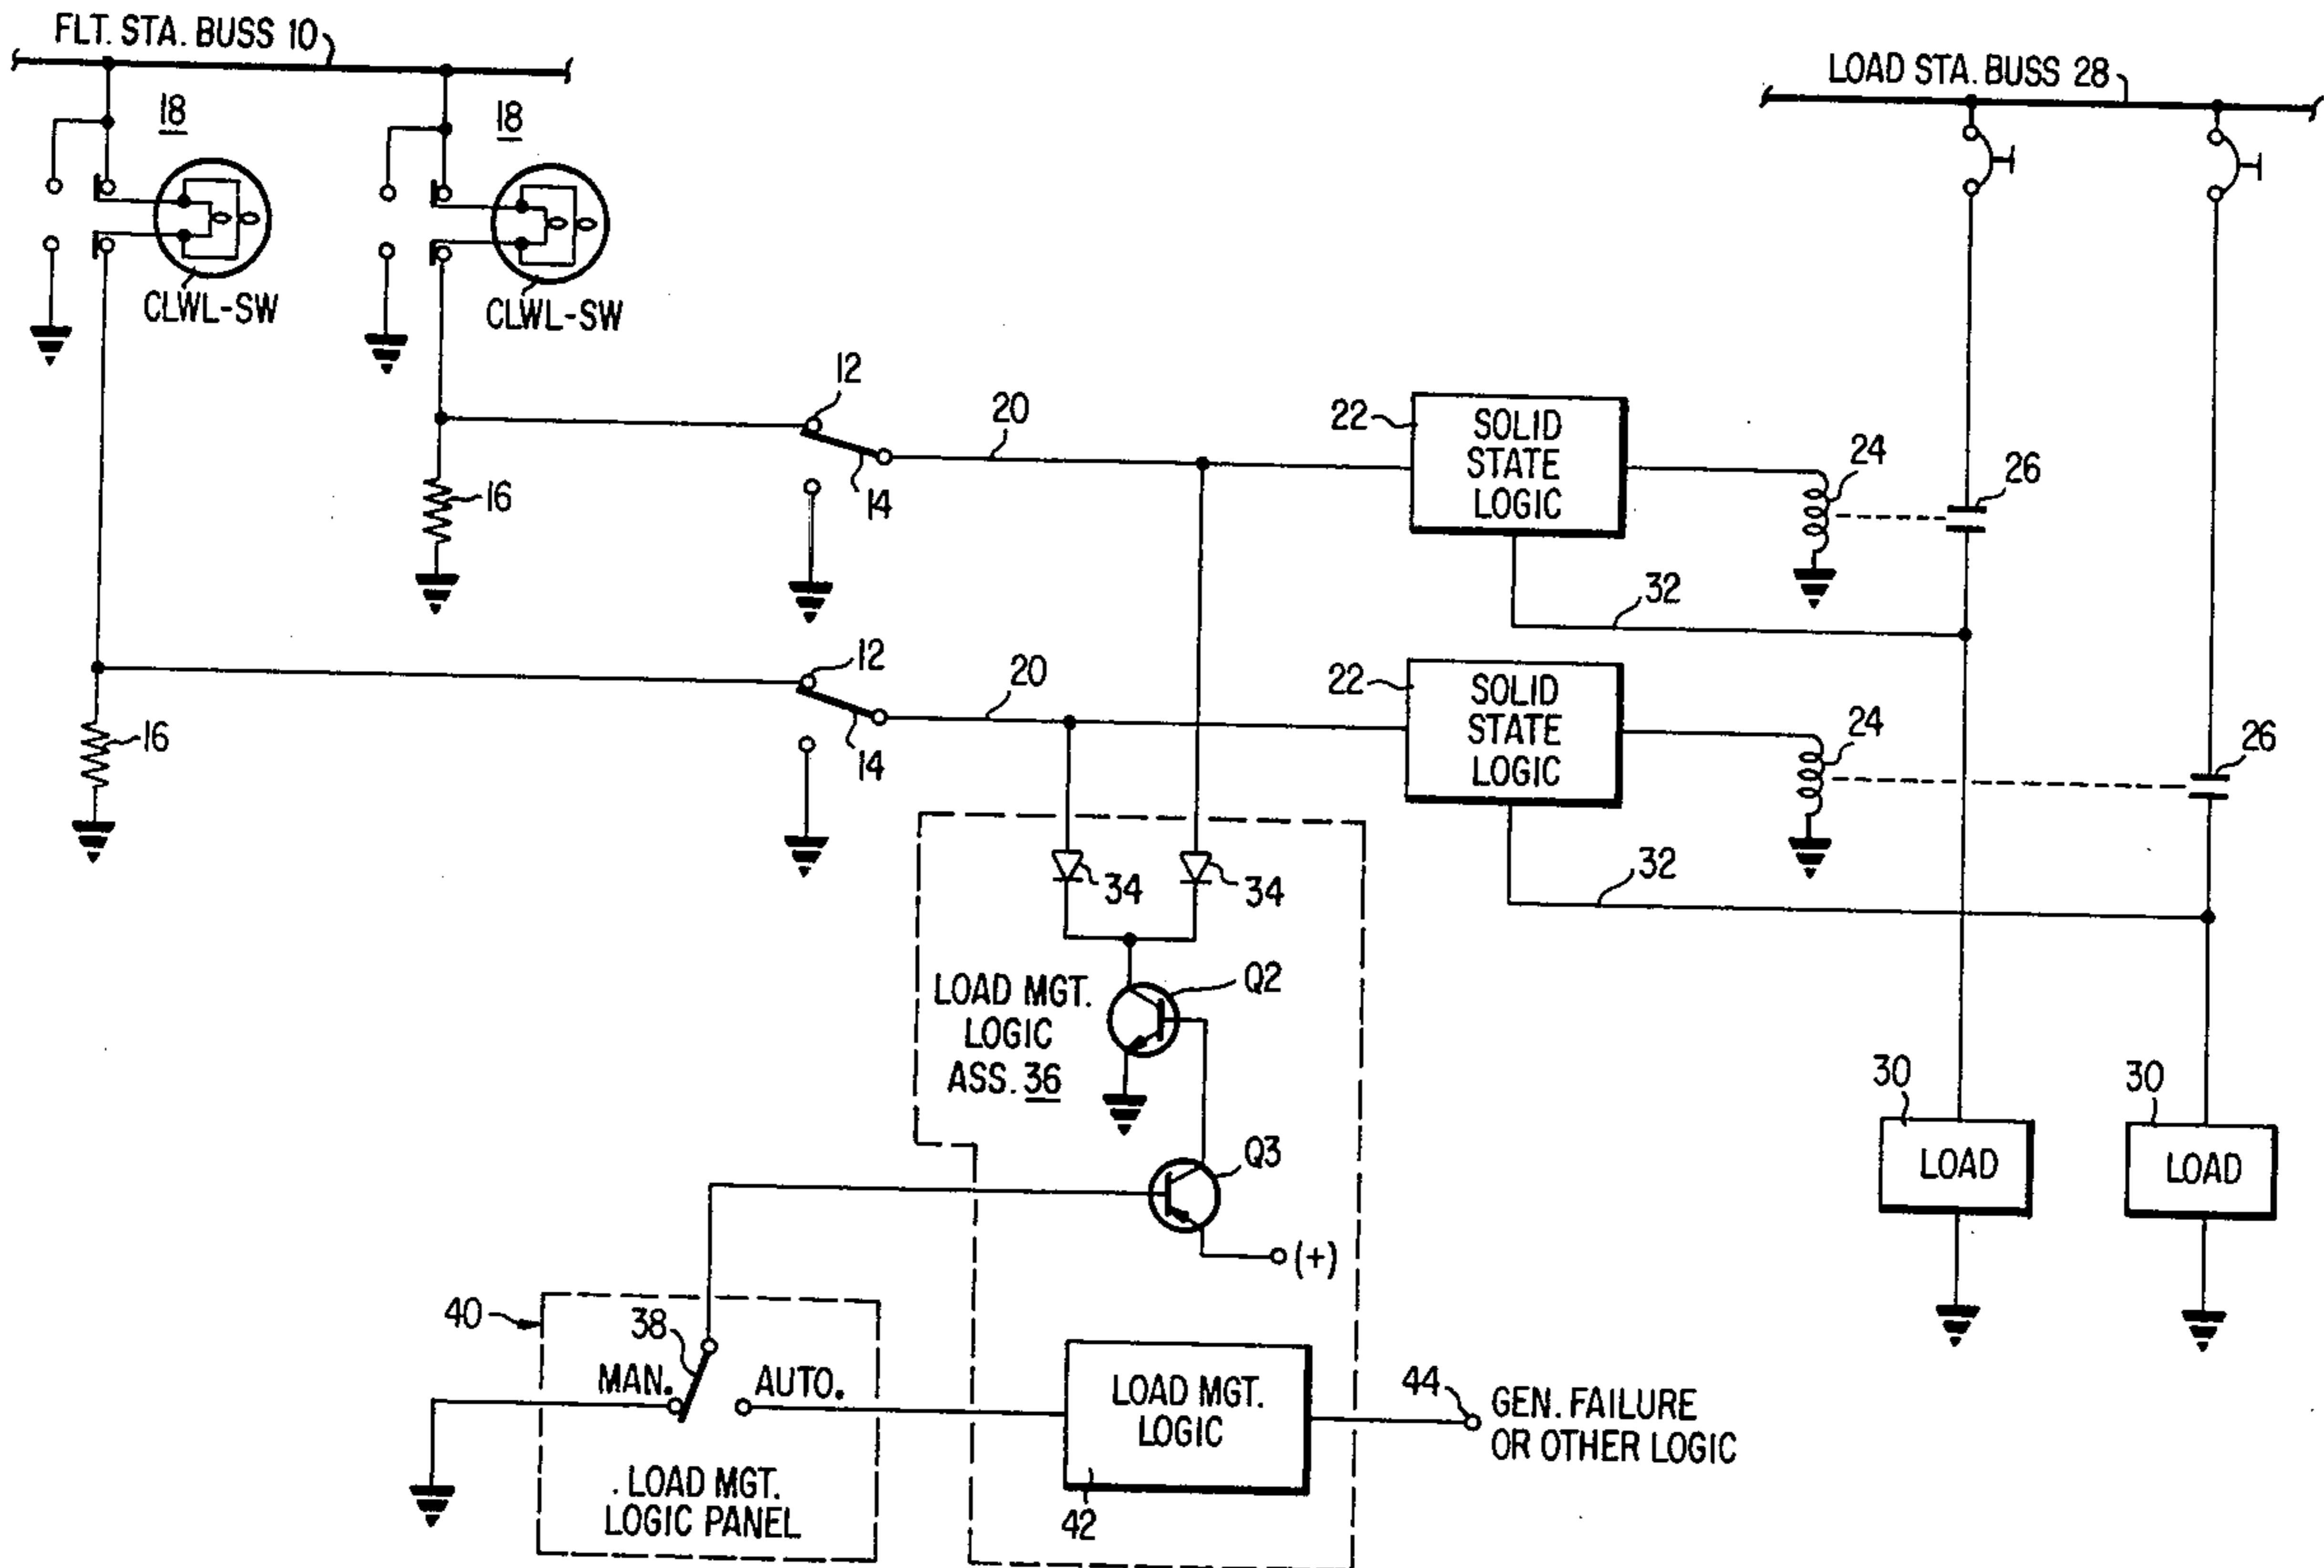 FLT. STA. BUSS 10
LOAD STA. BUSS 28
18
18
CLWL-SW
CLWL-SW
12
20
22
SOLID
STATE
LOGIC
24
26
14
16
32
12
20
22
SOLID
STATE
LOGIC
24
26
14
16
32
34
34
LOAD MGT.
LOGIC
ASS. 36
Q2
Q3
(+)
30
LOAD
30
LOAD
40
38
MAN.
AUTO.
LOAD MGT.
LOGIC PANEL
LOAD MGT.
LOGIC
42
44
GEN. FAILURE
OR OTHER LOGIC